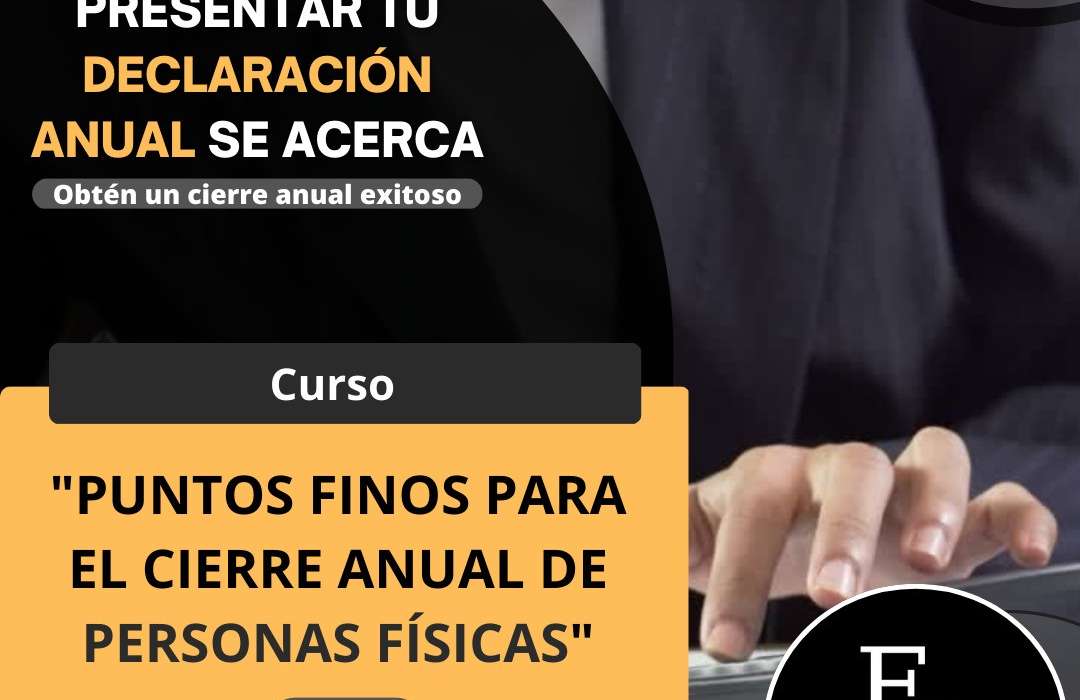 PRESENTAR TU
DECLARACIÓN
ANUAL SE ACERCA
Obtén un cierre anual exitoso
Curso
"PUNTOS FINOS PARA
EL CIERRE ANUAL DE
PERSONAS FÍSICAS"
E